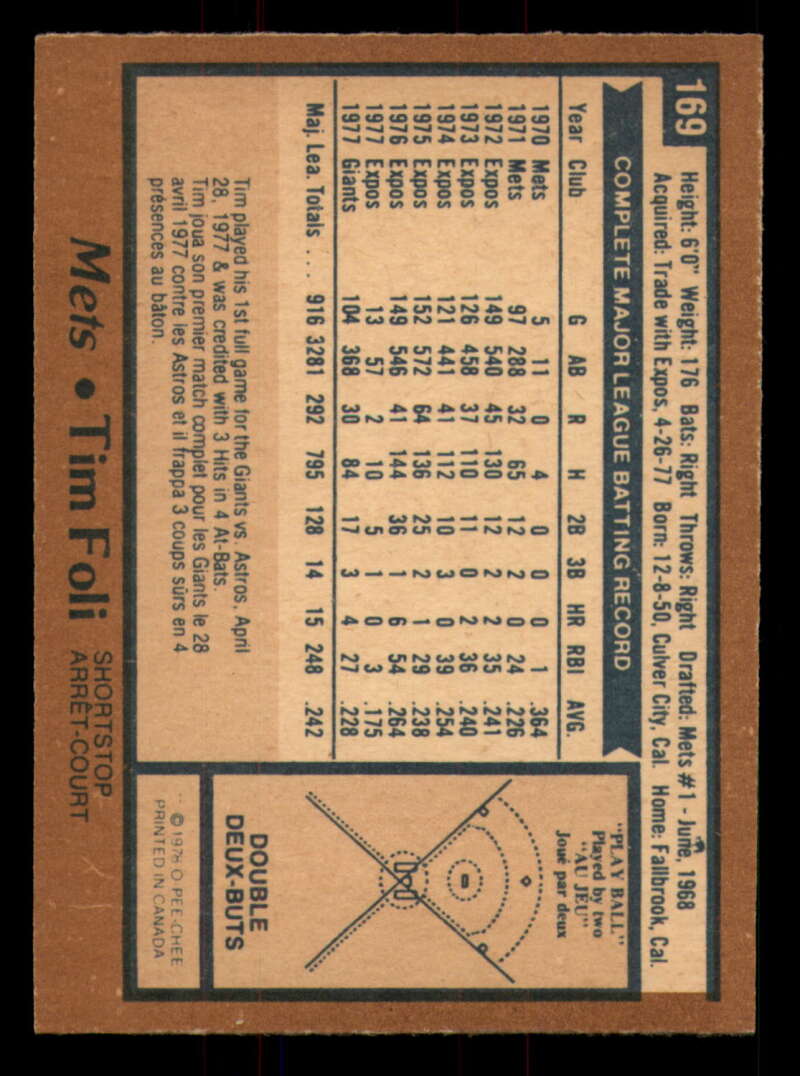 169
Height: 6'0" Weight: 176 Bats: Right Throws: Right Drafted: Mets #1 - June, 1968
Acquired: Trade with Expos, 4-26-77 Born: 12-8-50, Culver City, Cal. Home: Fallbrook, Cal.
COMPLETE MAJOR LEAGUE BATTING RECORD
Year Club G AB R H 2B 3B HR RBI AVG.
1970 Mets 5 11 0 4 0 0 0 1 .364
1971 Mets 97 288 32 65 12 2 0 24 .226
1972 Expos 149 540 45 130 12 2 2 35 .241
1973 Expos 126 458 37 110 11 0 2 36 .240
1974 Expos 121 441 41 112 10 3 0 39 .254
1975 Expos 152 572 64 136 25 2 1 29 .238
1976 Expos 149 546 41 144 36 1 6 54 .264
1977 Expos 13 57 2 10 5 1 0 3 .175
1977 Giants 104 368 30 84 17 3 4 27 .228
Maj. Lea. Totals ... 916 3281 292 795 128 14 15 248 .242
Tim played his 1st full game for the Giants vs. Astros, April
28, 1977 & was credited with 3 Hits in 4 At-Bats.
Tim joua son premier match complet pour les Giants le 28
avril 1977 contre les Astros et il frappa 3 coups sûrs en 4
présences au bâton.
"PLAY BALL"
Played by two
"AU JEU"
Joué par deux
DOUBLE
DEUX-BUTS
© 1978 O-PEE-CHEE
PRINTED IN CANADA
Mets • Tim Foli
SHORTSTOP
ARRÊT-COURT